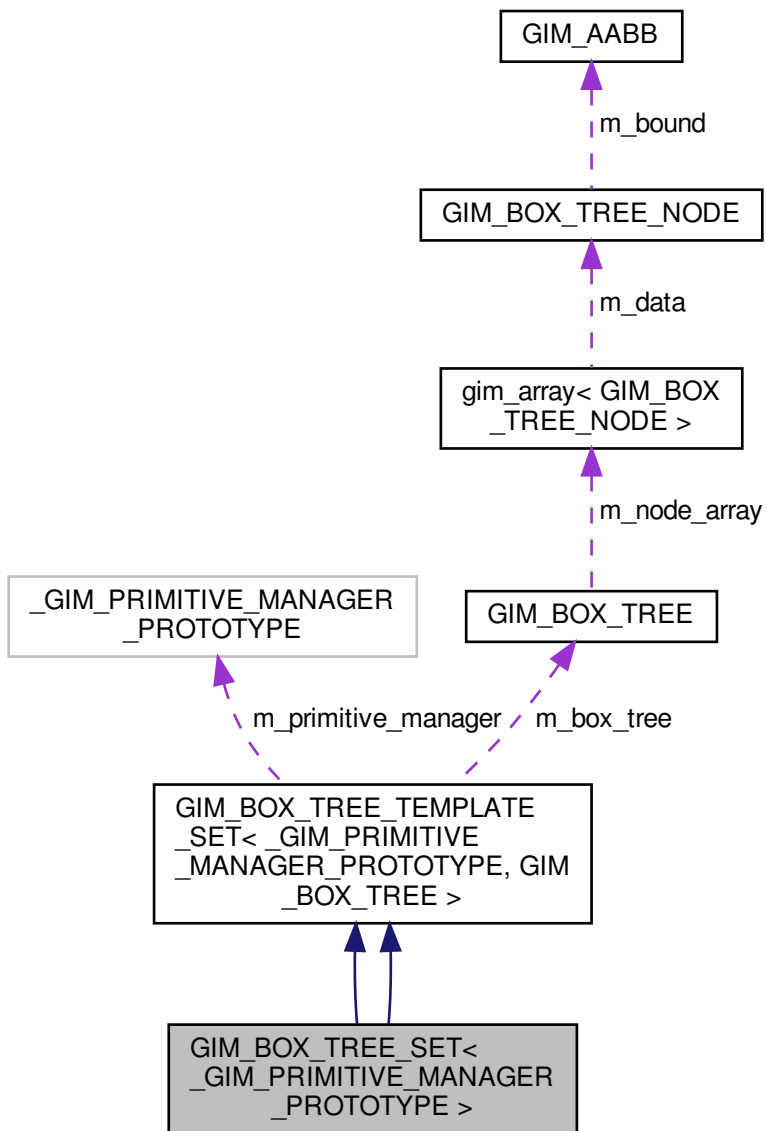 GIM_AABB
m_bound
GIM_BOX_TREE_NODE
m_data
gim_array< GIM_BOX
_TREE_NODE >
m_node_array
_GIM_PRIMITIVE_MANAGER
_PROTOTYPE
GIM_BOX_TREE
m_primitive_manager
m_box_tree
GIM_BOX_TREE_TEMPLATE
_SET< _GIM_PRIMITIVE
_MANAGER_PROTOTYPE, GIM
_BOX_TREE >
GIM_BOX_TREE_SET<
_GIM_PRIMITIVE_MANAGER
_PROTOTYPE >